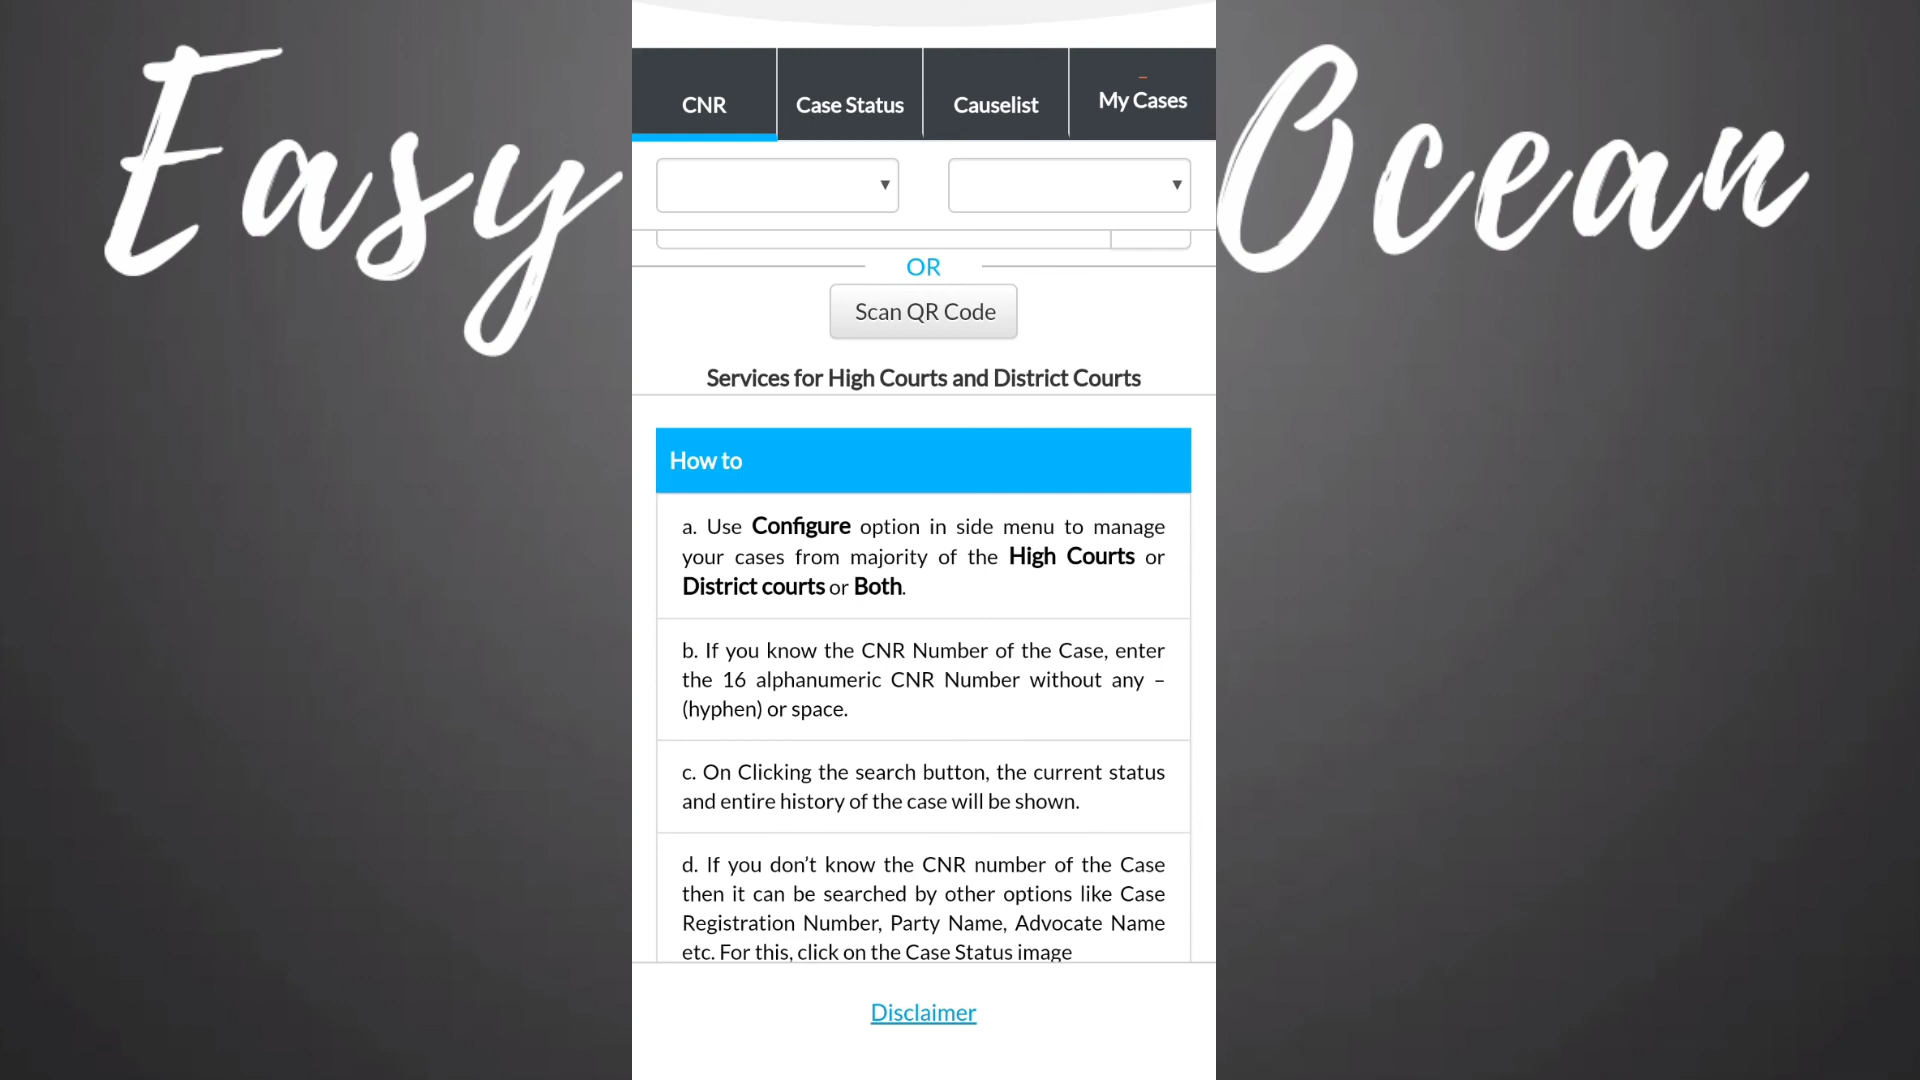 Easy Ocean
CNR
Case Status
Causelist
My Cases
OR
Scan QR Code
Services for High Courts and District Courts
How to
a. Use Configure option in side menu to manage
your cases from majority of the High Courts or
District courts or Both.
b. If you know the CNR Number of the Case, enter
the 16 alphanumeric CNR Number without any –
(hyphen) or space.
c. On Clicking the search button, the current status
and entire history of the case will be shown.
d. If you don’t know the CNR number of the Case
then it can be searched by other options like Case
Registration Number, Party Name, Advocate Name
etc. For this, click on the Case Status image
Disclaimer